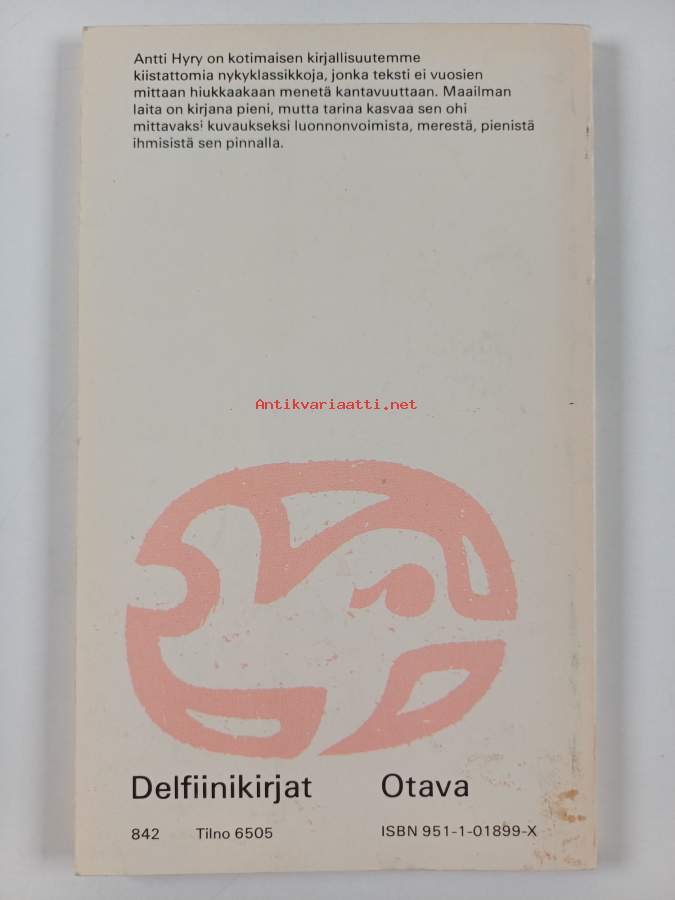 Antti Hyry on kotimaisen kirjallisuutemme
kiistattomia nykyklassikkoja, jonka teksti ei vuosien
mittaan hiukkaakaan menetä kantavuuttaan. Maailman
laita on kirjana pieni, mutta tarina kasvaa sen ohi
mittavaksi kuvaukseksi luonnonvoimista, merestä, pienistä
ihmisistä sen pinnalla.
Antikvariaatti.net
Delfiinikirjat Otava
842 Tilno 6505 ISBN 951-1-01899-X